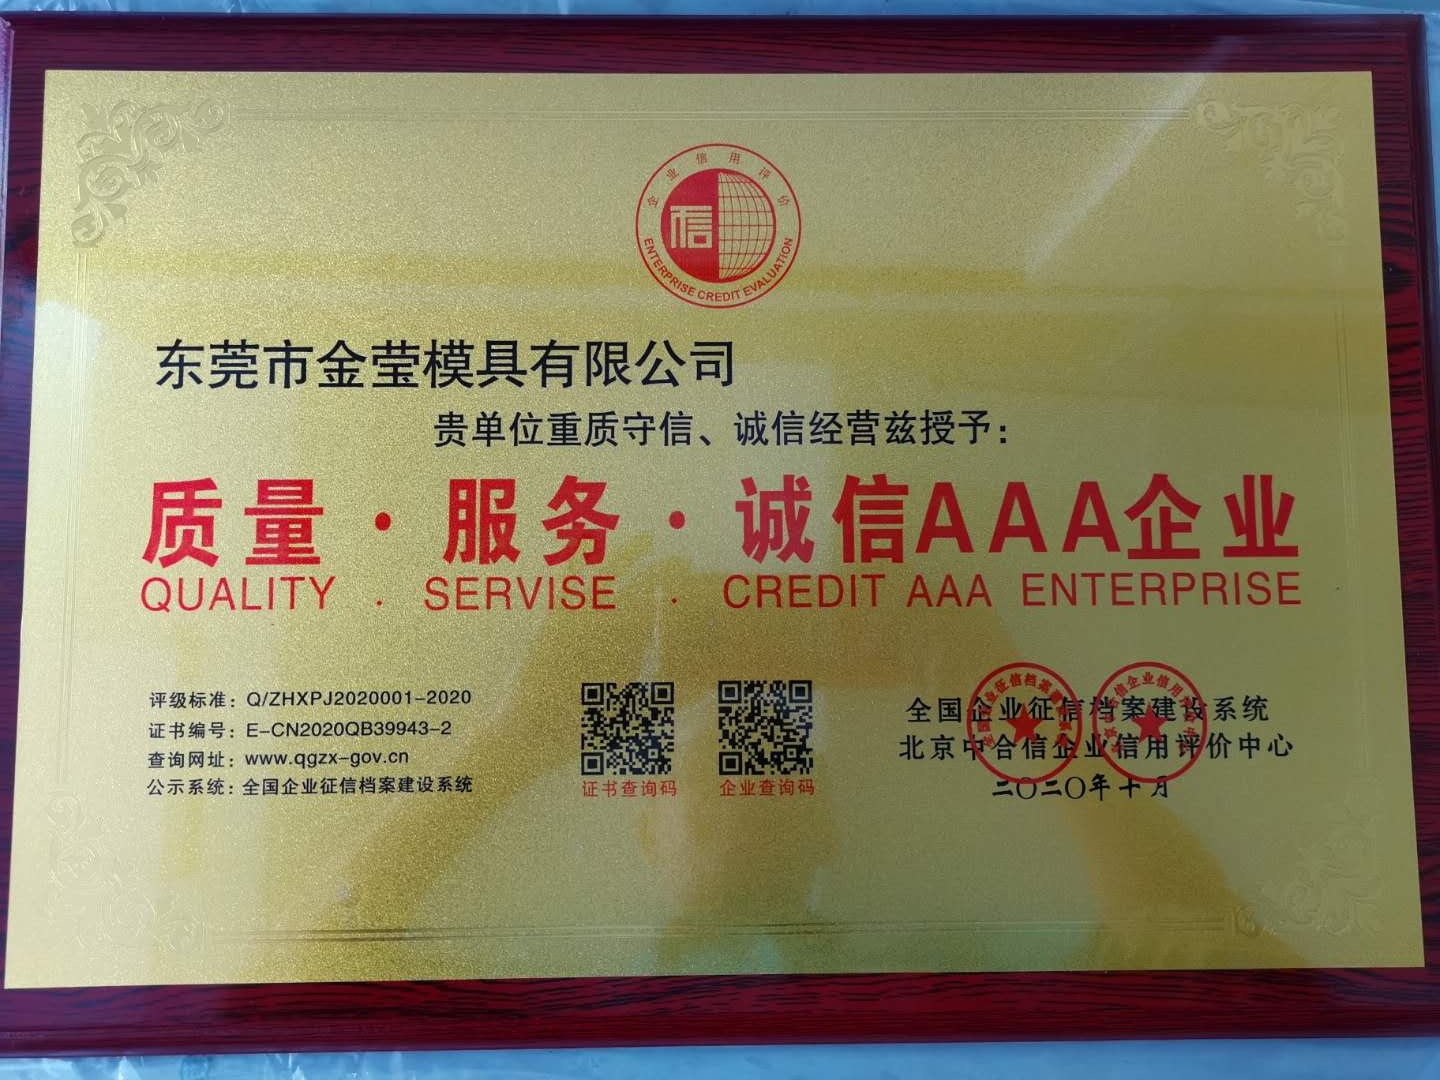 企业信用评价
信
ENTERPRISE CREDIT EVALUATION
东莞市金莹模具有限公司
贵单位重质守信、诚信经营兹授予：
质量·服务·诚信AAA企业
QUALITY . SERVISE . CREDIT AAA ENTERPRISE
评级标准：Q/ZHXPJ2020001-2020
证书编号：E-CN2020QB39943-2
查询网址：www.qgzx-gov.cn
公示系统：全国企业征信档案建设系统
证书查询码
企业查询码
全国企业征信档案建设系统
北京中合信企业信用评价中心
二〇二〇年十月